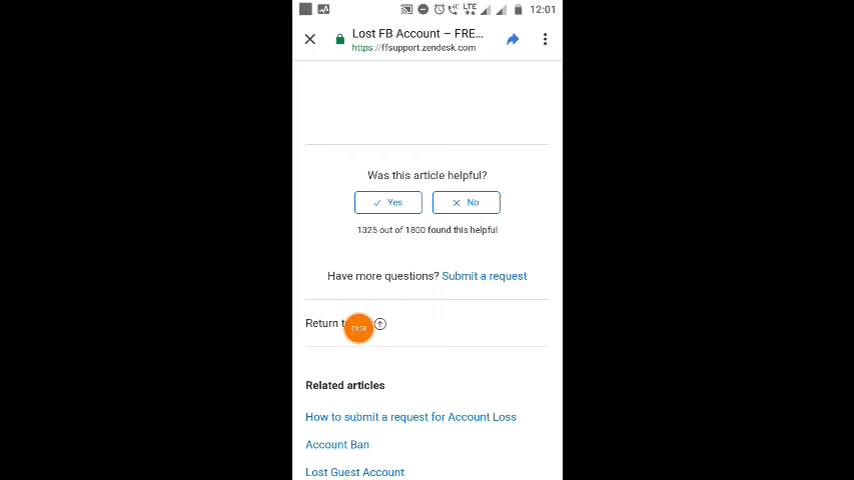 LTE 12:01
Lost FB Account – FRE...
https://ffsupport.zendesk.com
Was this article helpful?
✓ Yes
✕ No
1325 out of 1800 found this helpful
Have more questions? Submit a request
Return
Related articles
How to submit a request for Account Loss
Account Ban
Lost Guest Account